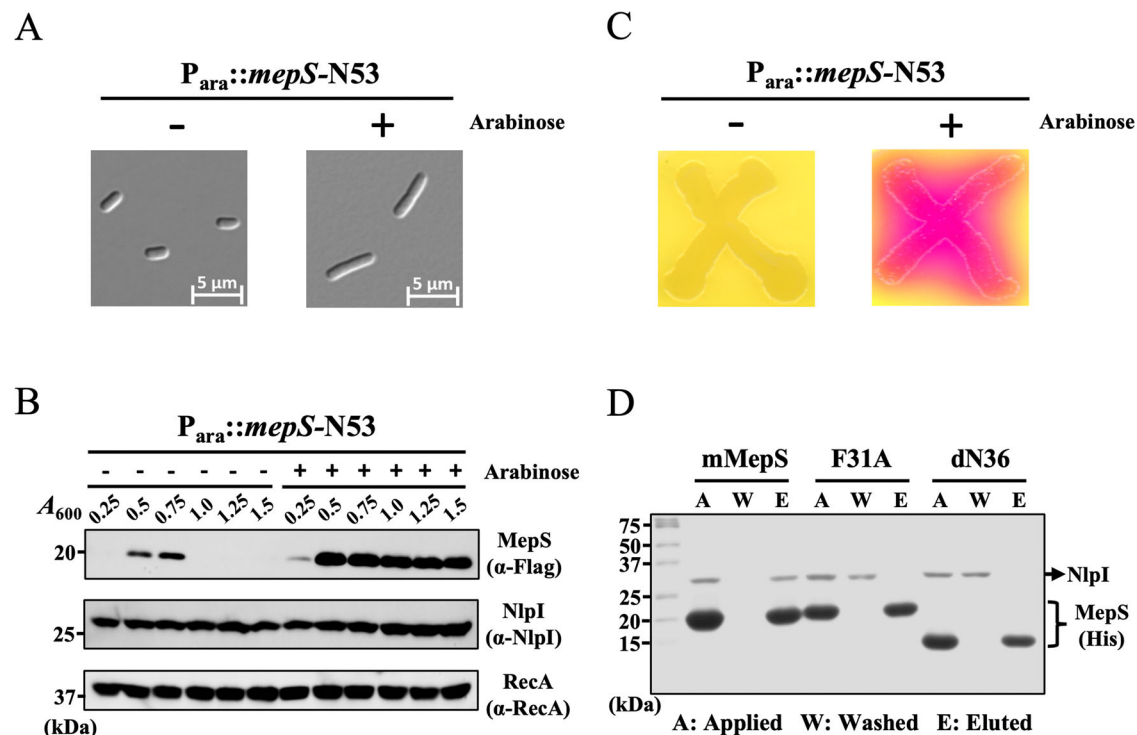 A
P_ara::mepS-N53
- + Arabinose
5 µm 5 µm
B
P_ara::mepS-N53
- - - - - - + + + + + + Arabinose
A600 0.25 0.5 0.75 1.0 1.25 1.5 0.25 0.5 0.75 1.0 1.25 1.5
20 MepS
(α-Flag)
NlpI
25 (α-NlpI)
RecA
37 (α-RecA)
(kDa)
C
P_ara::mepS-N53
- + Arabinose
D
mMepS F31A dN36
A W E A W E A W E
75
50
37 NlpI
25
20 MepS
15 (His)
(kDa)
A: Applied W: Washed E: Eluted